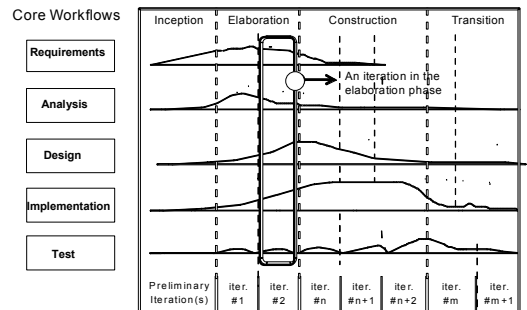 Core Workflows
Inception Elaboration Construction Transition
Requirements
An iteration in the
elaboration phase
Analysis
Design
Implementation
Test
Preliminary iter. iter. iter. iter. iter. iter. iter.
Iteration(s) #1 #2 #n #n+1 #n+2 #m #m+1